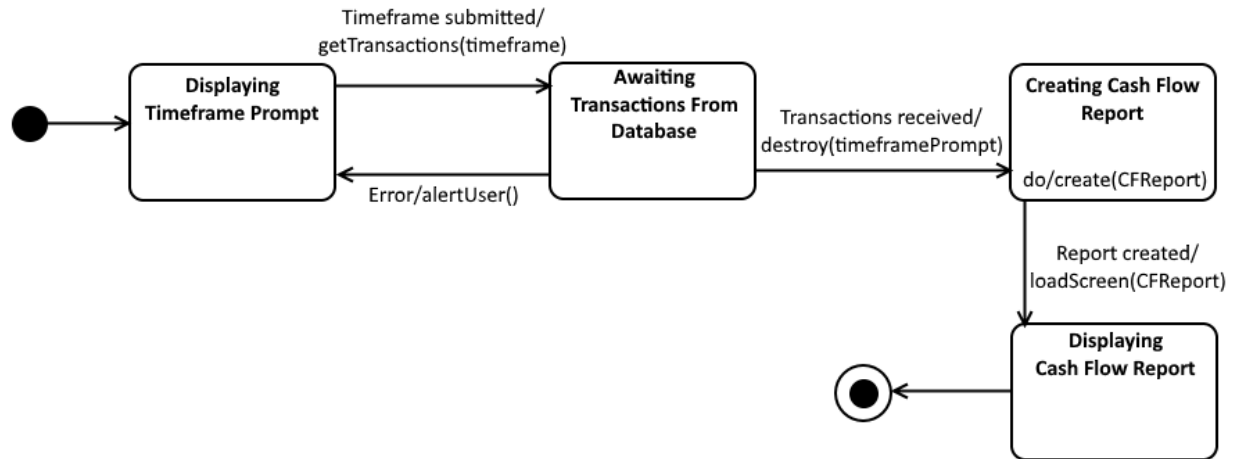 Timeframe submitted/
getTransactions(timeframe)
Displaying
Timeframe Prompt
Awaiting
Transactions From
Database
Error/alertUser()
Transactions received/
destroy(timeframePrompt)
Creating Cash Flow
Report
do/create(CFReport)
Report created/
loadScreen(CFReport)
Displaying
Cash Flow Report